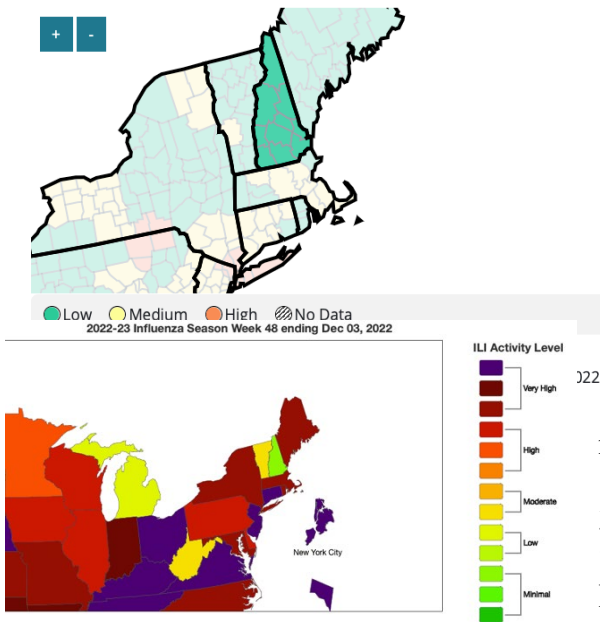 + -
Low Medium High No Data
2022-23 Influenza Season Week 48 ending Dec 03, 2022
ILI Activity Level
022
Very High
High
Moderate
Low
New York City
Minimal